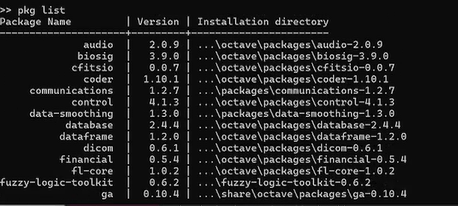 >> pkg list
Package Name         | Version | Installation directory
---------------------+---------+-----------------------
               audio |   2.0.9 | ...\octave\packages\audio-2.0.9
              biosig |   3.9.0 | ...\octave\packages\biosig-3.9.0
             cfitsio |   0.0.7 | ...\octave\packages\cfitsio-0.0.7
               coder |  1.10.1 | ...\octave\packages\coder-1.10.1
      communications |   1.2.7 | ...\packages\communications-1.2.7
             control |   4.1.3 | ...\octave\packages\control-4.1.3
      data-smoothing |   1.3.0 | ...\packages\data-smoothing-1.3.0
            database |   2.4.4 | ...\octave\packages\database-2.4.4
           dataframe |   1.2.0 | ...\octave\packages\dataframe-1.2.0
               dicom |   0.6.1 | ...\octave\packages\dicom-0.6.1
           financial |   0.5.4 | ...\octave\packages\financial-0.5.4
             fl-core |   1.0.2 | ...\octave\packages\fl-core-1.0.2
 fuzzy-logic-toolkit |   0.6.2 | ...\fuzzy-logic-toolkit-0.6.2
                  ga |  0.10.4 | ...\share\octave\packages\ga-0.10.4